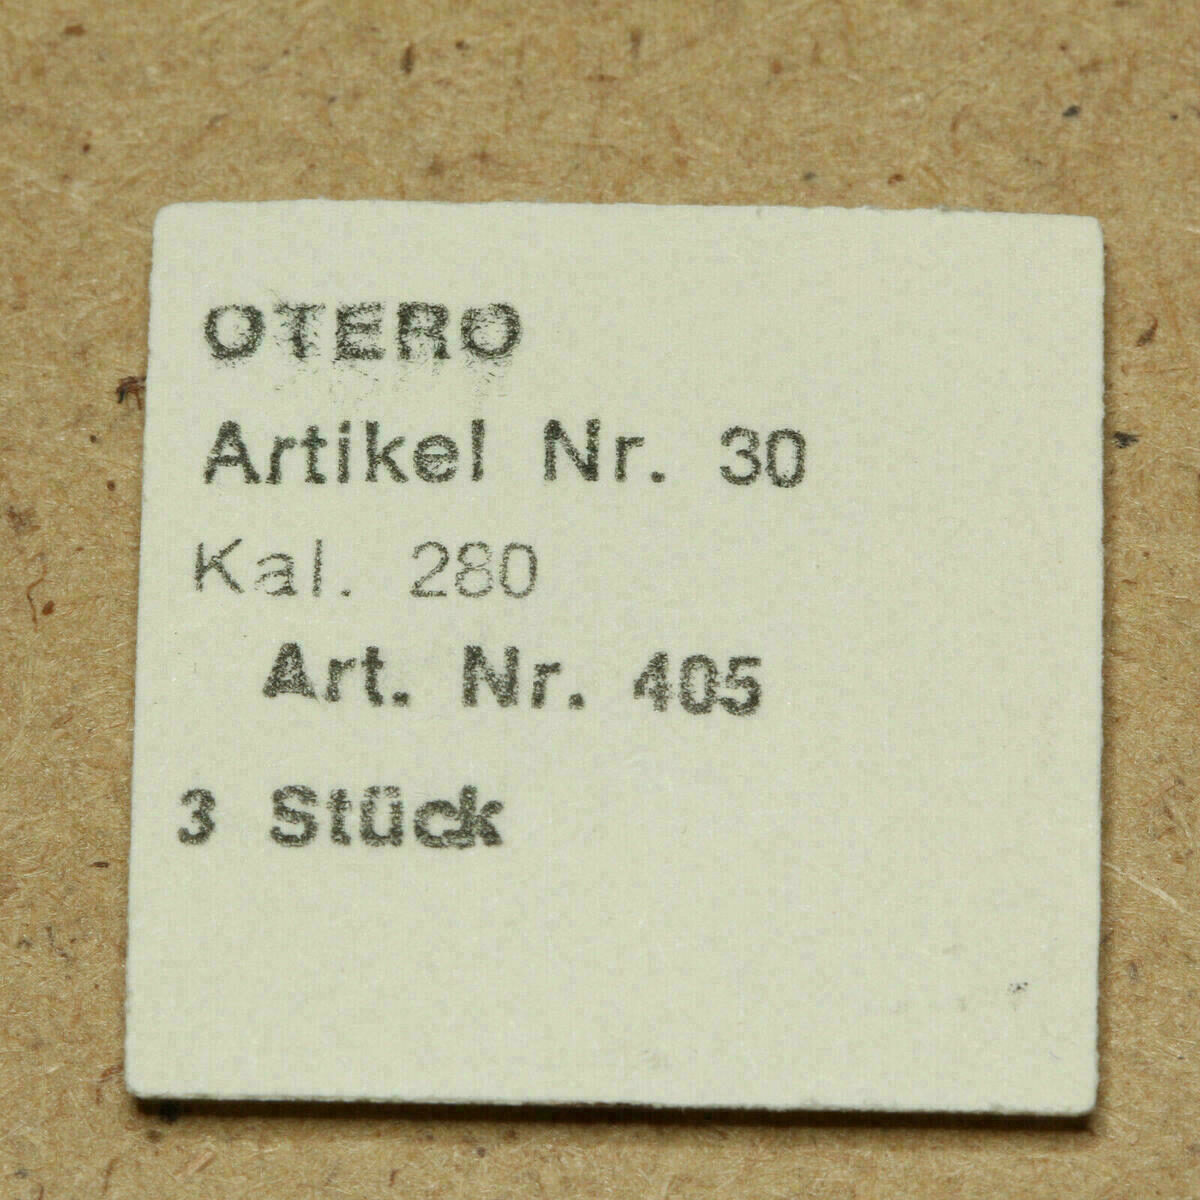 OTERO
Artikel Nr. 30
Kal. 280
Art. Nr. 405
3 Stück